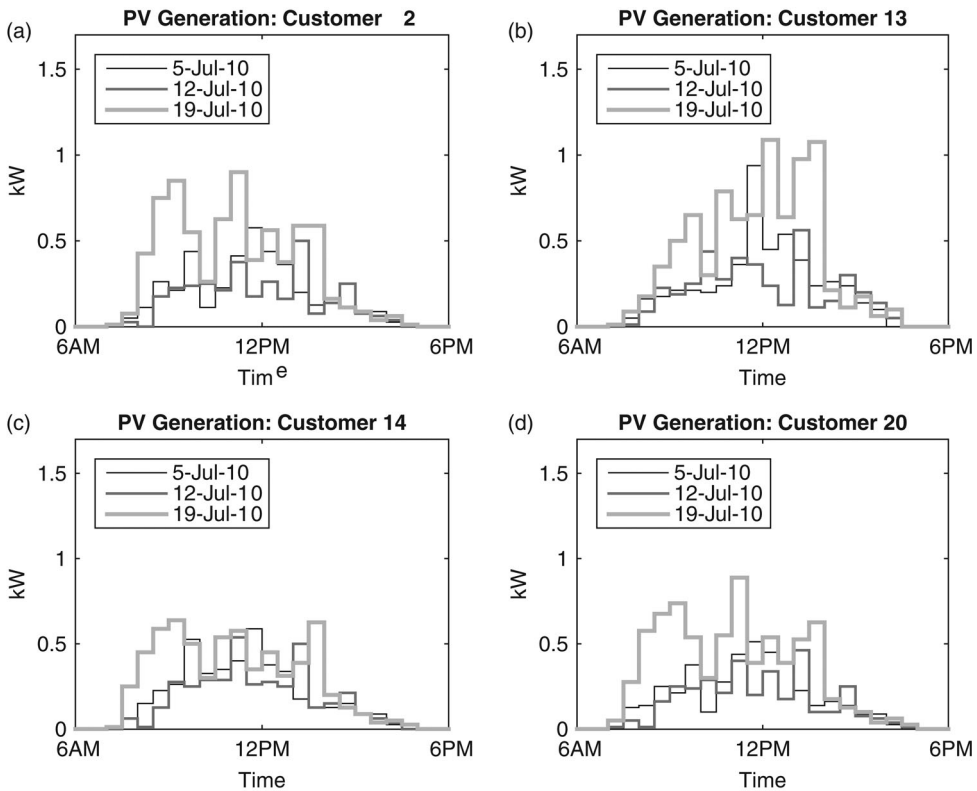 (a)
PV Generation: Customer 2
5-Jul-10
12-Jul-10
19-Jul-10
1.5
1
0.5
0
kW
6AM 12PM 6PM
Time
(b)
PV Generation: Customer 13
5-Jul-10
12-Jul-10
19-Jul-10
1.5
1
0.5
0
kW
6AM 12PM 6PM
Time
(c)
PV Generation: Customer 14
5-Jul-10
12-Jul-10
19-Jul-10
1.5
1
0.5
0
kW
6AM 12PM 6PM
Time
(d)
PV Generation: Customer 20
5-Jul-10
12-Jul-10
19-Jul-10
1.5
1
0.5
0
kW
6AM 12PM 6PM
Time